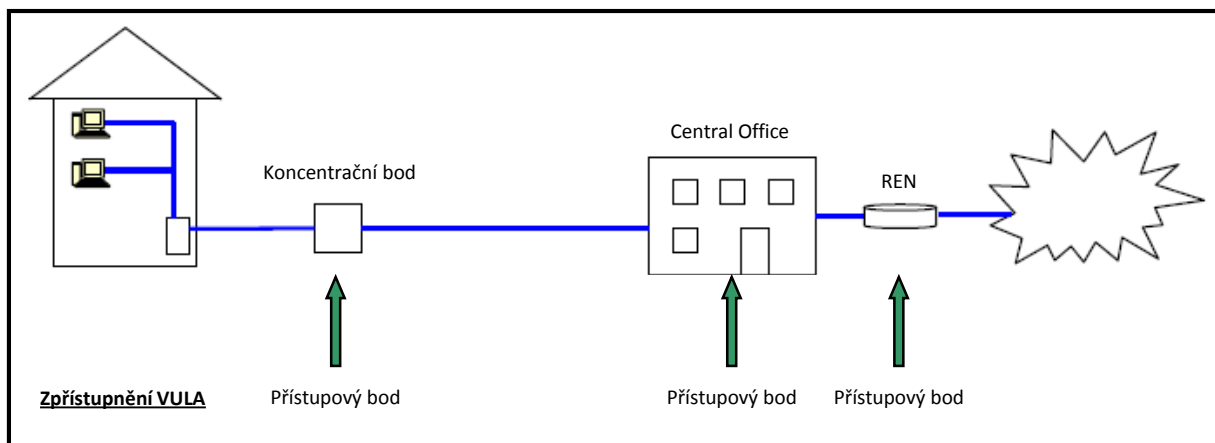 Central Office
Koncentrační bod
REN
Zpřístupnění VULA
Přístupový bod
Přístupový bod
Přístupový bod